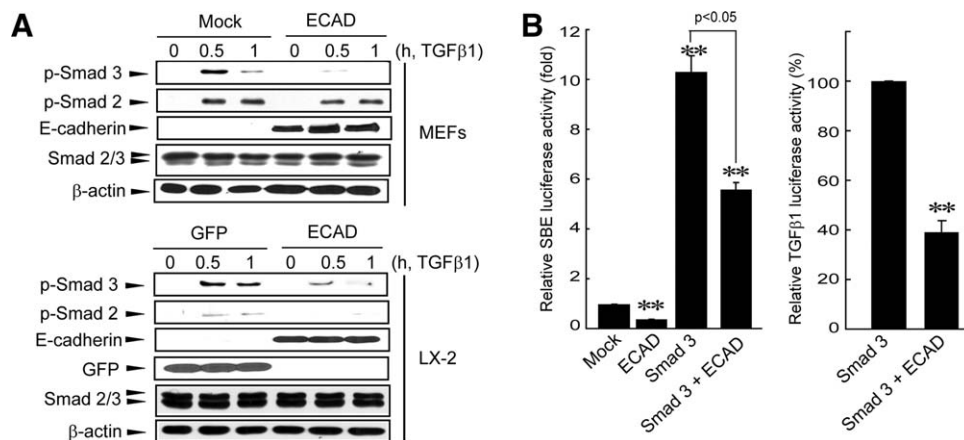 A
Mock ECAD
0 0.5 1 0 0.5 1 (h, TGFβ1)
p-Smad 3
p-Smad 2
E-cadherin
Smad 2/3
β-actin
MEFs
GFP ECAD
0 0.5 1 0 0.5 1 (h, TGFβ1)
p-Smad 3
p-Smad 2
E-cadherin
GFP
Smad 2/3
β-actin
LX-2
B
Relative SBE luciferase activity (fold)
12
10
8
6
4
2
0
p<0.05
**
**
**
Mock
ECAD
Smad 3
Smad 3 + ECAD
Relative TGFβ1 luciferase activity (%)
100
80
60
40
20
0
**
Smad 3
Smad 3 + ECAD